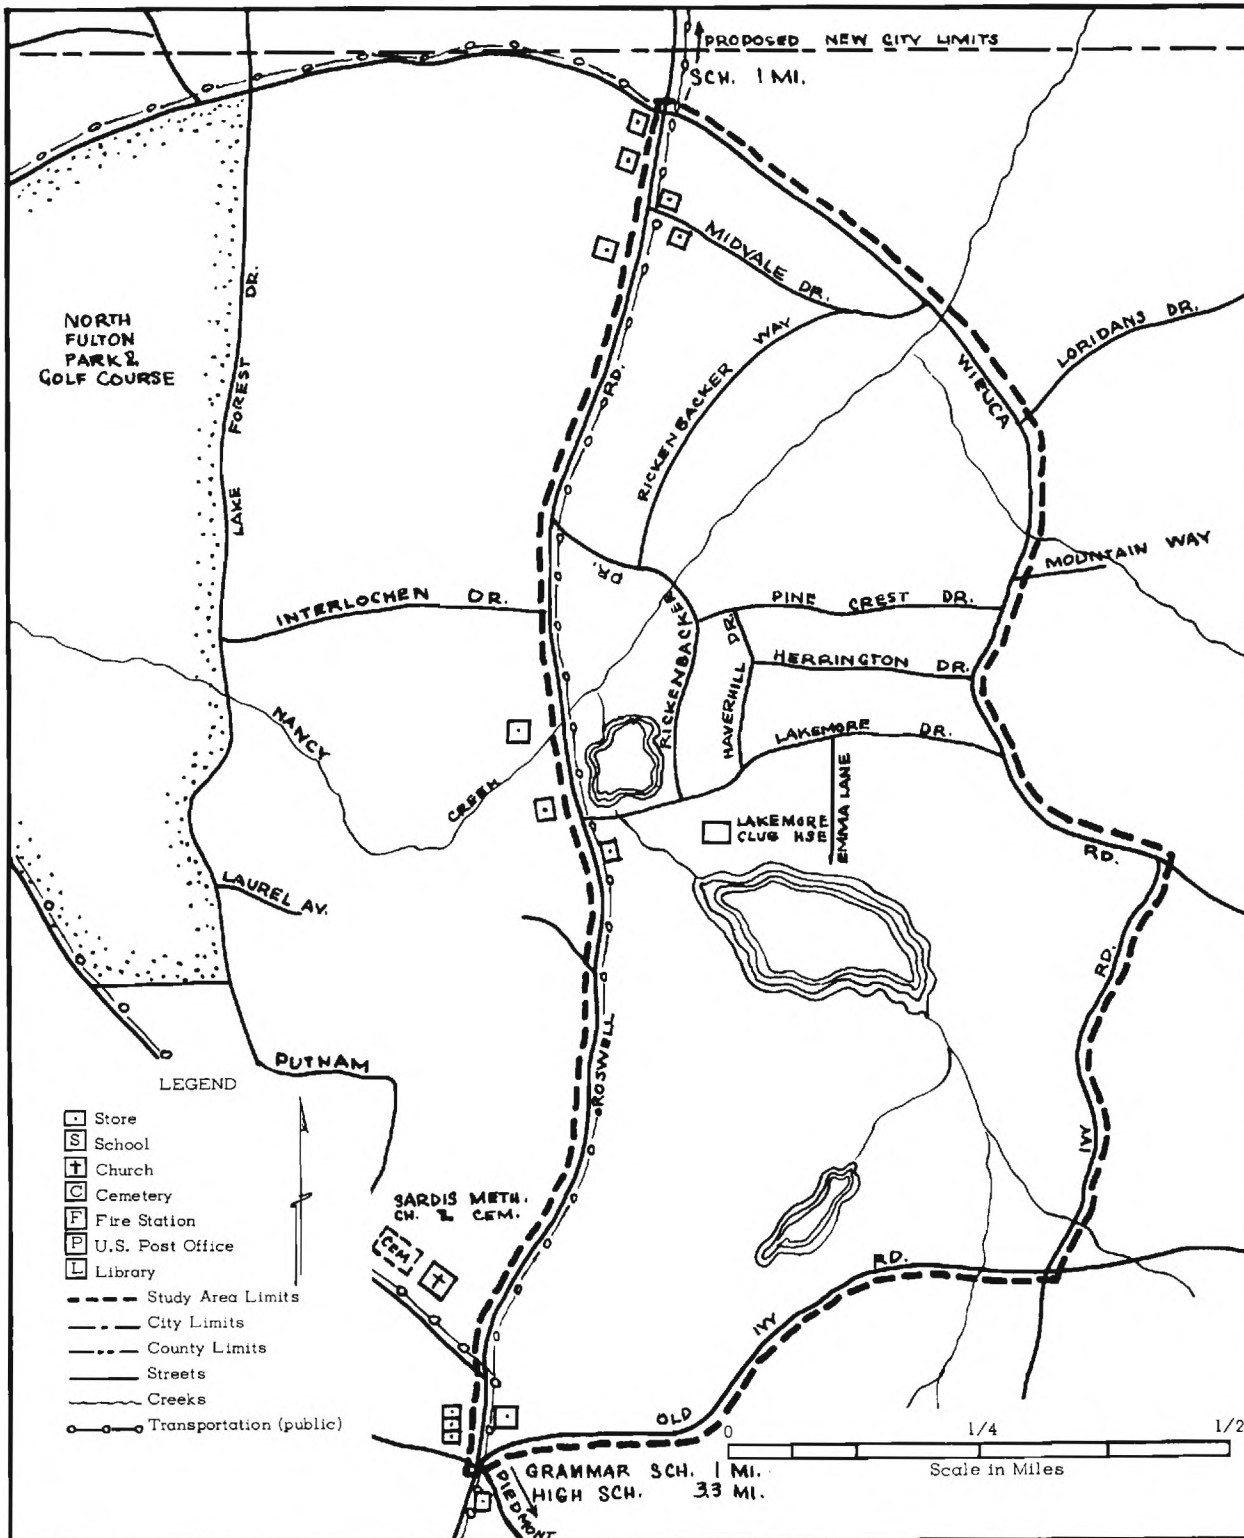 PROPOSED NEW CITY LIMITS
SCH. 1 MI.
MIDVALE DR.
LORIDANS DR.
NORTH
FULTON
PARK &
GOLF COURSE
LAKE FOREST DR.
RD.
RICKENBACKER WAY
WIEUCA
MOUNTAIN WAY
DR.
INTERLOCHEN DR.
PINE CREST DR.
RICKENBACKER
HAVERHILL DR.
HERRINGTON DR.
NANCY
CREEK
LAKEMORE DR.
EMMA LANE
LAKEMORE
CLUB HSE
RD.
LAUREL AV.
RD.
ROSWELL
PUTNAM
IVY
LEGEND
Store
S School
Church
C Cemetery
F Fire Station
P U.S. Post Office
L Library
Study Area Limits
City Limits
County Limits
Streets
Creeks
Transportation (public)
SARDIS METH.
CH. & CEM.
CEM
OLD IVY RD.
0 1/4 1/2
Scale in Miles
GRAMMAR SCH. 1 MI.
HIGH SCH. 3.3 MI.
PIEDMONT